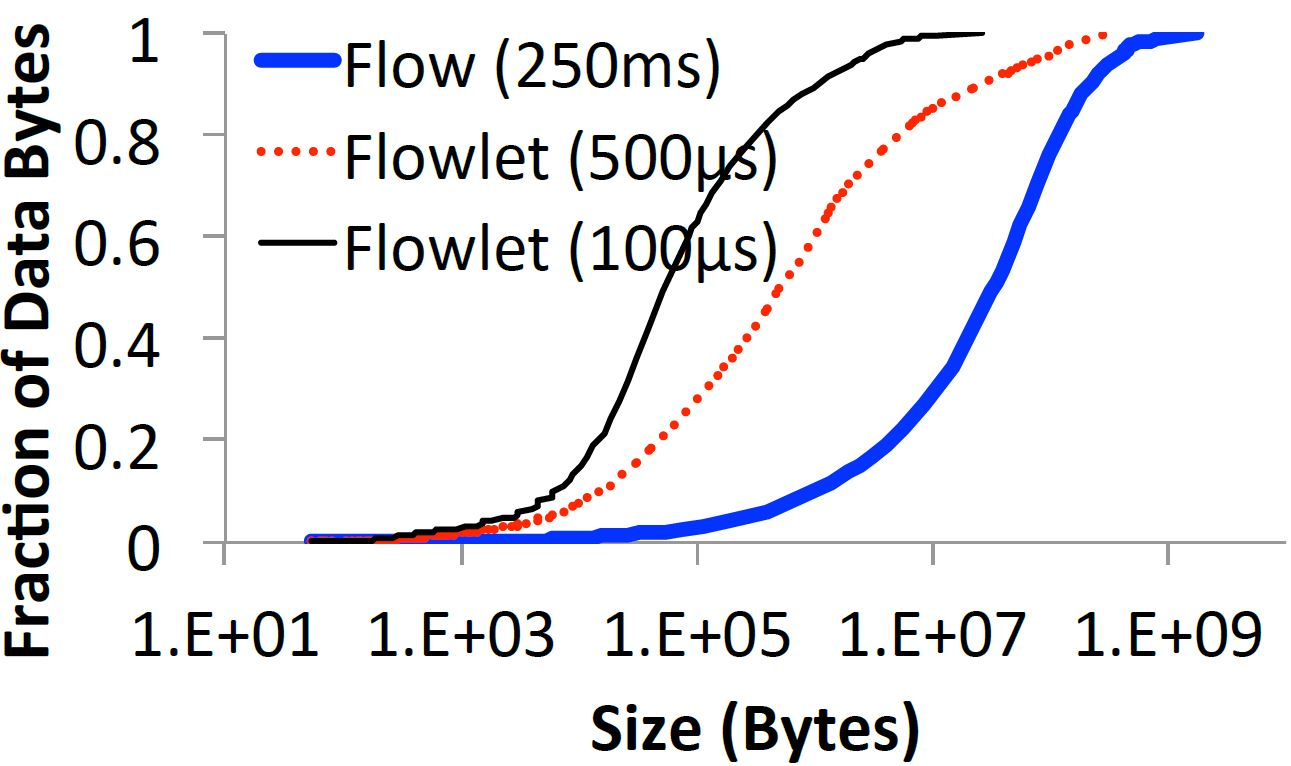 Fraction of Data Bytes
1
0.8
0.6
0.4
0.2
0
Flow (250ms)
Flowlet (500µs)
Flowlet (100µs)
1.E+01 1.E+03 1.E+05 1.E+07 1.E+09
Size (Bytes)